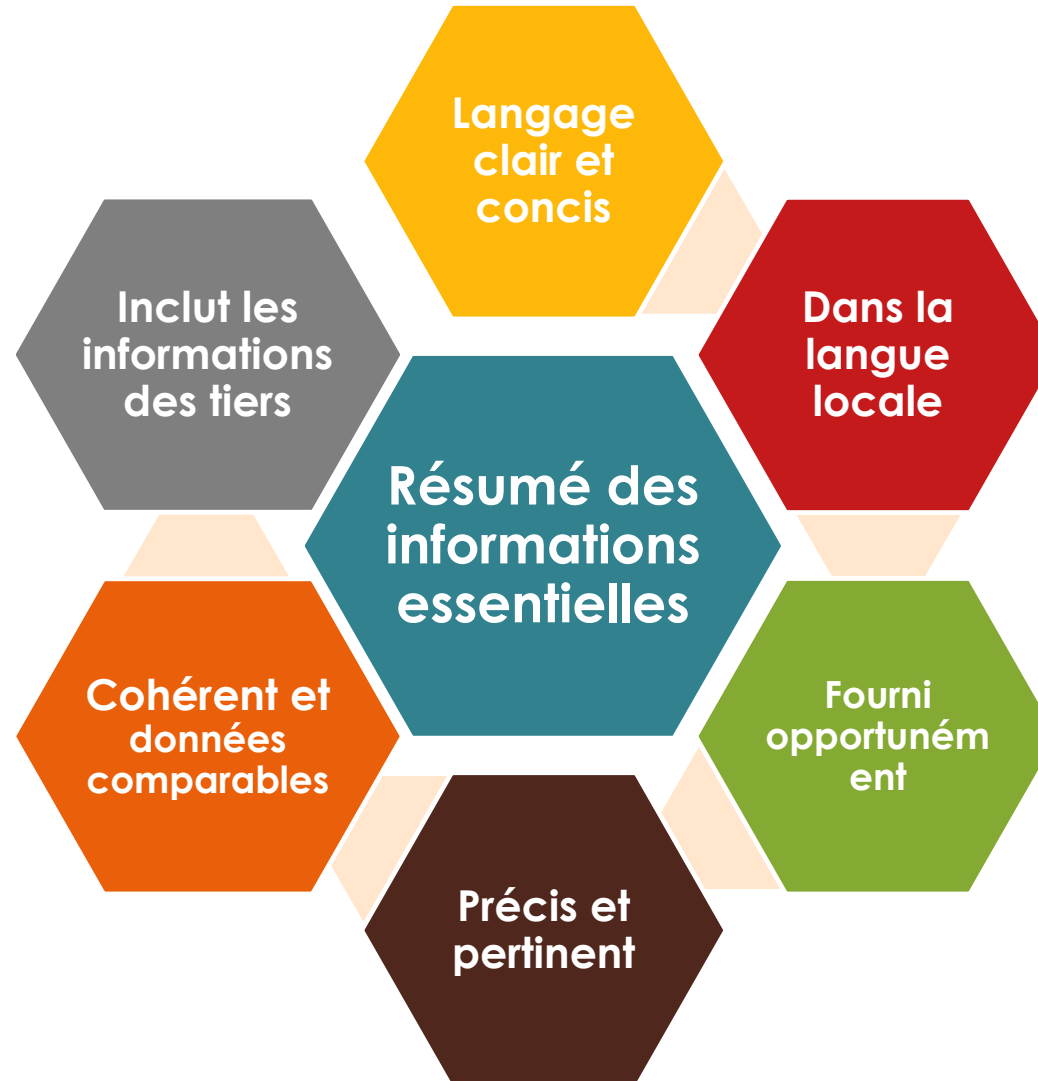 Langage
clair et
concis
Dans la
langue
locale
Fourni
opportuném
ent
Précis et
pertinent
Cohérent et
données
comparables
Inclut les
informations
des tiers
Résumé des
informations
essentielles